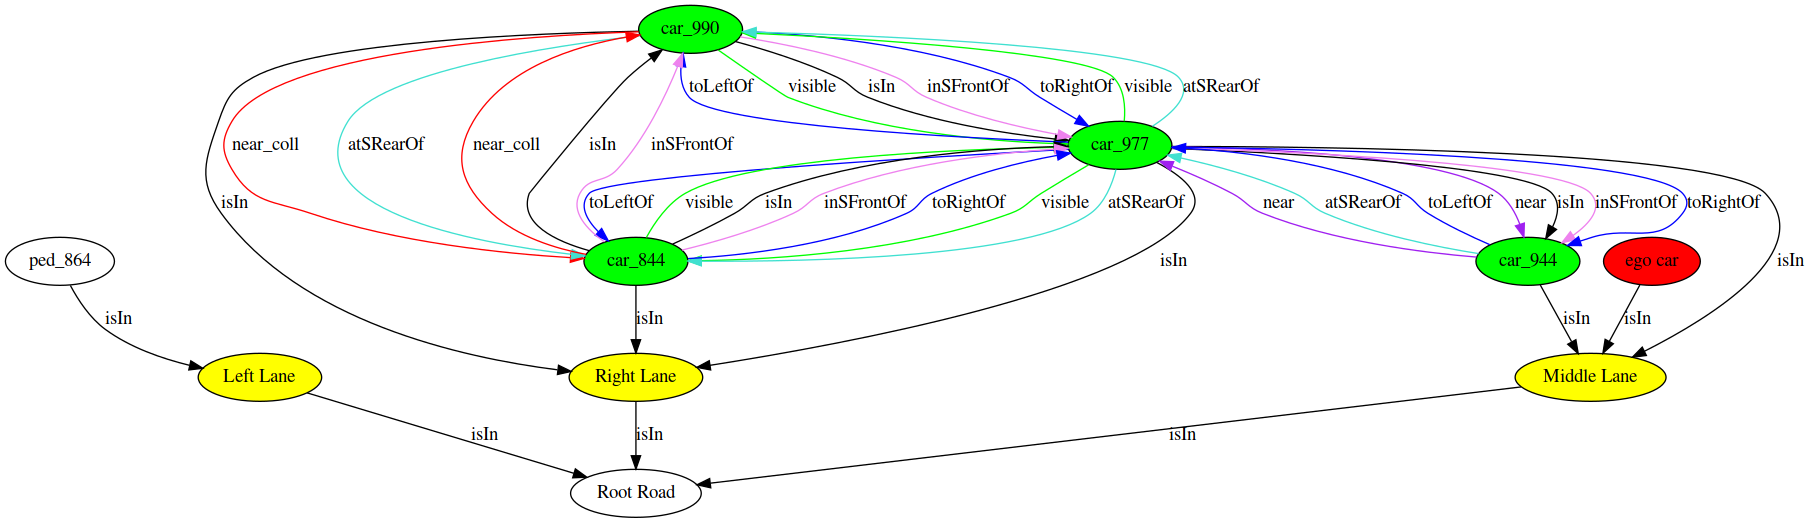 car_990
toLeftOf
visible
isIn
inSFrontOf
toRightOf
visible
atSRearOf
near_coll
atSRearOf
near_coll
isIn
inSFrontOf
car_977
isIn
toLeftOf
visible
isIn
inSFrontOf
toRightOf
visible
atSRearOf
near
atSRearOf
toLeftOf
near
isIn
inSFrontOf
toRightOf
ped_864
car_844
isIn
car_944
ego car
isIn
isIn
isIn
isIn
isIn
Left Lane
Right Lane
Middle Lane
isIn
isIn
isIn
Root Road